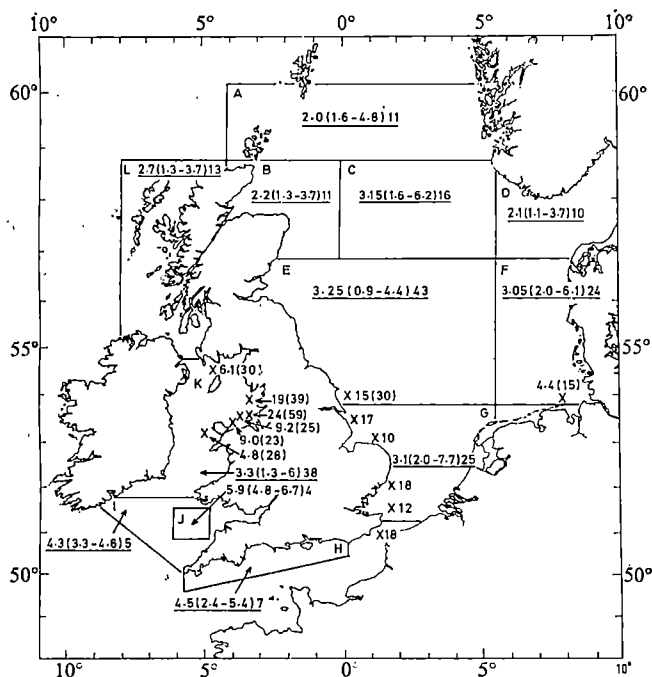 10° 5° 0° 5° 10°
60° 60°
A
2·0(1·6-4·8)11
L 2·7(1·3-3·7)13 B C
2·2(1·3-3·7)11 3·15(1·6-6·2)16
D
2·1(1·1-3·7)10
E F
3·25(0·9-4·4)43 3·05(2·0-6·1)24
55° 55°
K X 6·1(30)
X 19(39) X 15(30) 4·4(15) X
X X 24(59) X 17 G
X X 9·2(25)
9·0(23) X 10
X 4·8(28)
3·3(1·3-6)38 3·1(2·0-7·7)25
5·9(4·8-6·7)4 X 18
J X 12
4·3(3·3-4·6)5 X18
H
50° 50°
4·5(2·4-5·4)7
10° 5° 0° 5° 10°